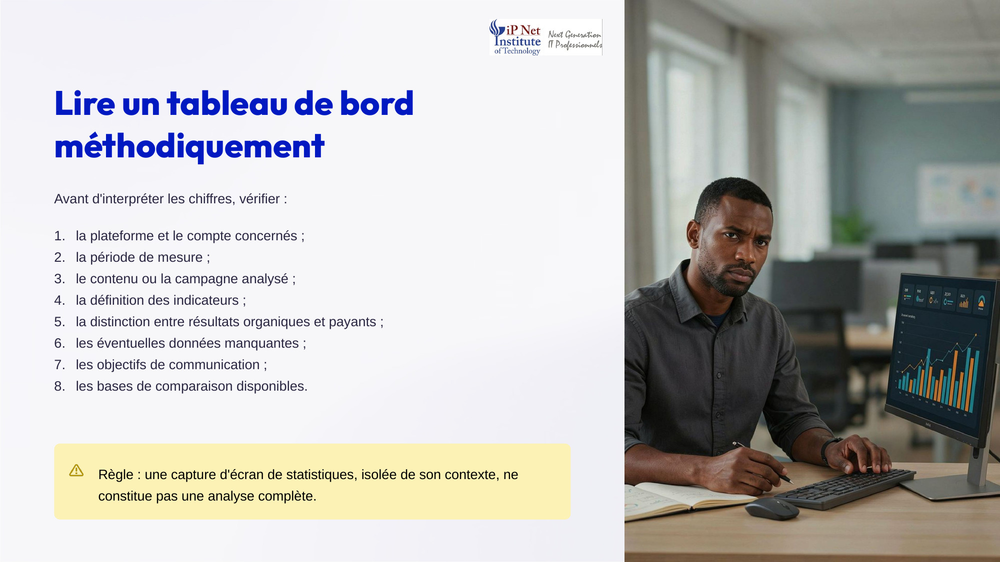 iP Net
Institute
of Technology
Next Generation
IT Professionnels
Lire un tableau de bord
méthodiquement
Avant d'interpréter les chiffres, vérifier :
1. la plateforme et le compte concernés ;
2. la période de mesure ;
3. le contenu ou la campagne analysé ;
4. la définition des indicateurs ;
5. la distinction entre résultats organiques et payants ;
6. les éventuelles données manquantes ;
7. les objectifs de communication ;
8. les bases de comparaison disponibles.
Règle : une capture d'écran de statistiques, isolée de son contexte, ne
constitue pas une analyse complète.